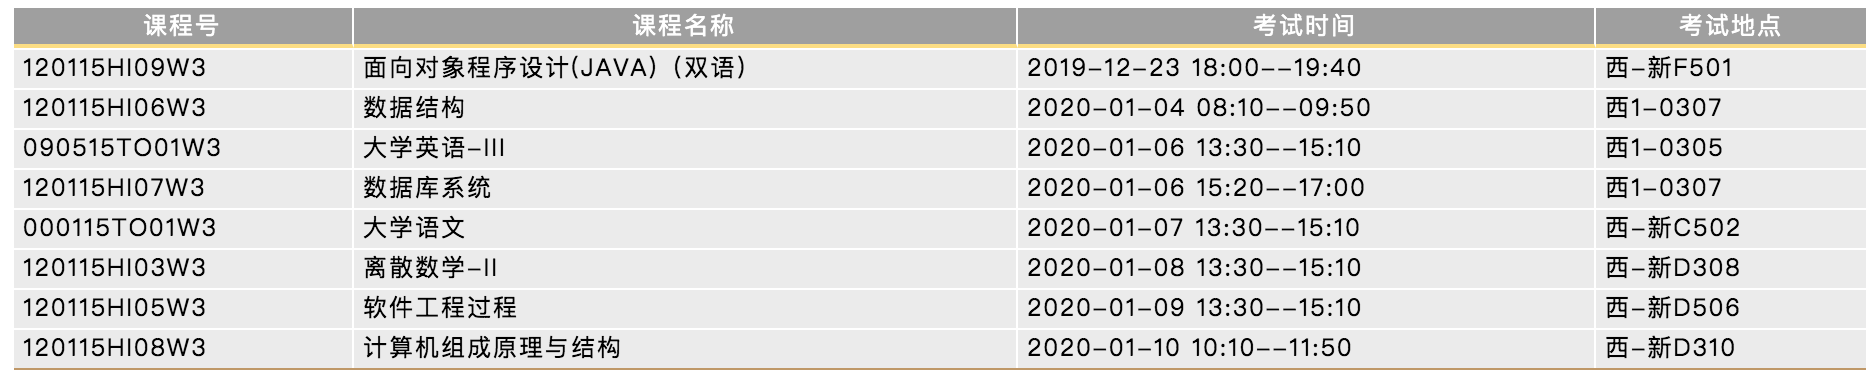 课程号 课程名称 考试时间 考试地点
120115HI09W3 面向对象程序设计(JAVA)（双语） 2019-12-23 18:00--19:40 西-新F501
120115HI06W3 数据结构 2020-01-04 08:10--09:50 西1-0307
090515TO01W3 大学英语-III 2020-01-06 13:30--15:10 西1-0305
120115HI07W3 数据库系统 2020-01-06 15:20--17:00 西1-0307
000115TO01W3 大学语文 2020-01-07 13:30--15:10 西-新C502
120115HI03W3 离散数学-II 2020-01-08 13:30--15:10 西-新D308
120115HI05W3 软件工程过程 2020-01-09 13:30--15:10 西-新D506
120115HI08W3 计算机组成原理与结构 2020-01-10 10:10--11:50 西-新D310